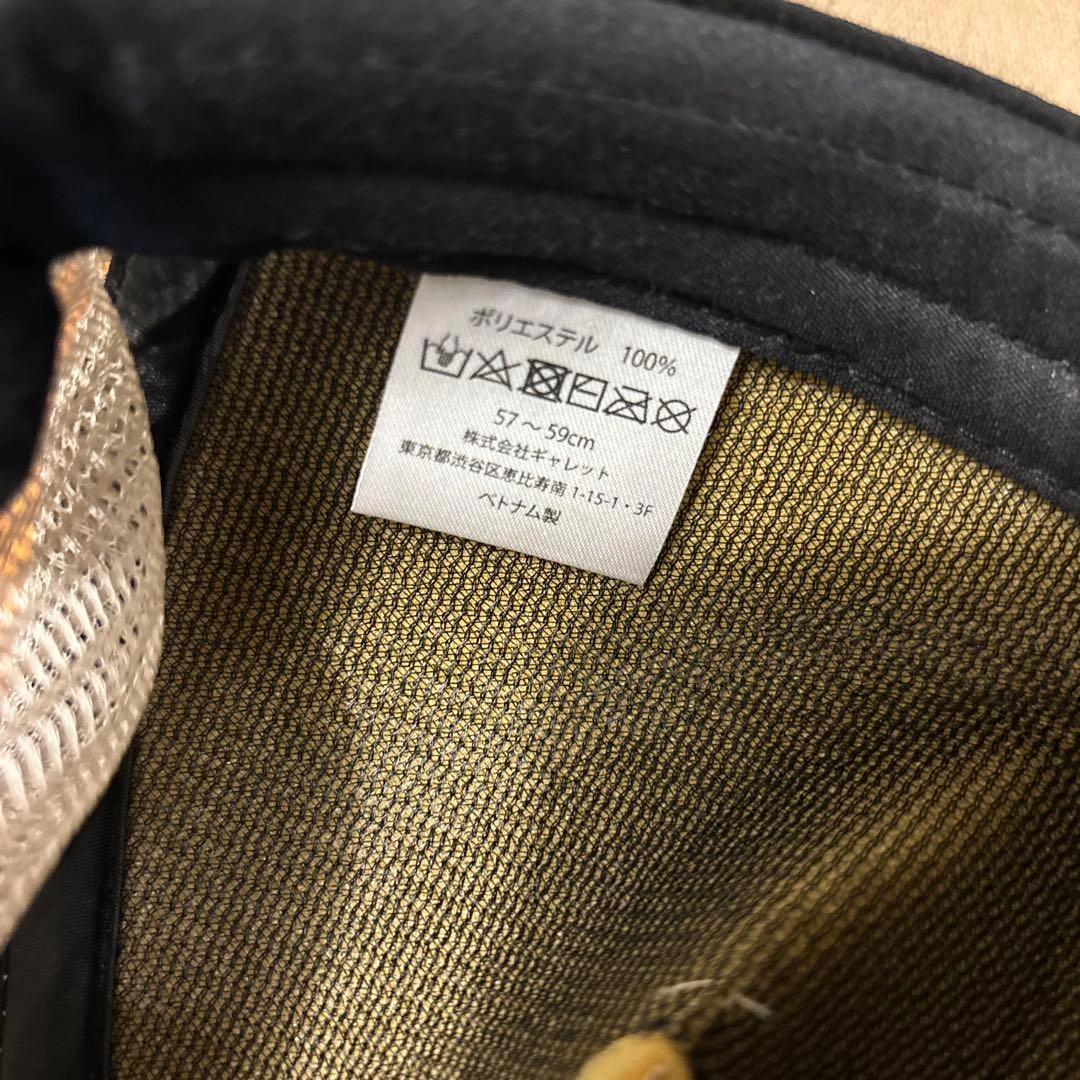 ポリエステル 100%
57～59cm
株式会社ギャレット
東京都渋谷区恵比寿南 1-15-1・3F
ベトナム製